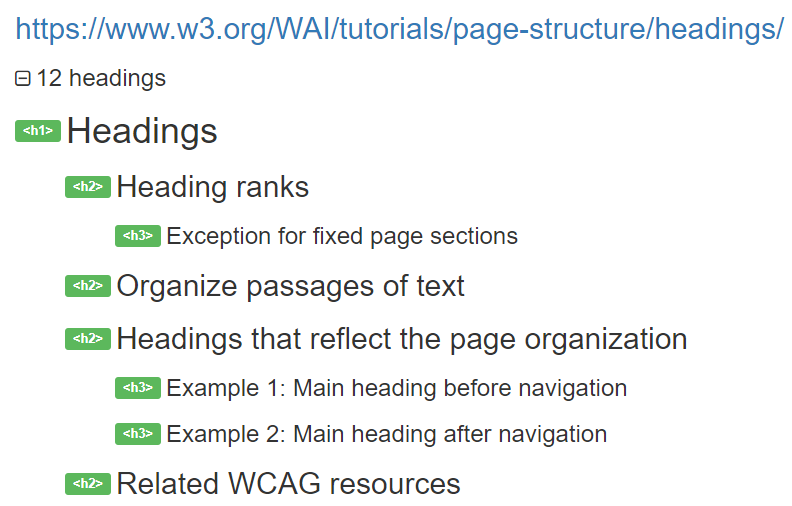 https://www.w3.org/WAI/tutorials/page-structure/headings/
12 headings
<h1> Headings
<h2> Heading ranks
<h3> Exception for fixed page sections
<h2> Organize passages of text
<h2> Headings that reflect the page organization
<h3> Example 1: Main heading before navigation
<h3> Example 2: Main heading after navigation
<h2> Related WCAG resources